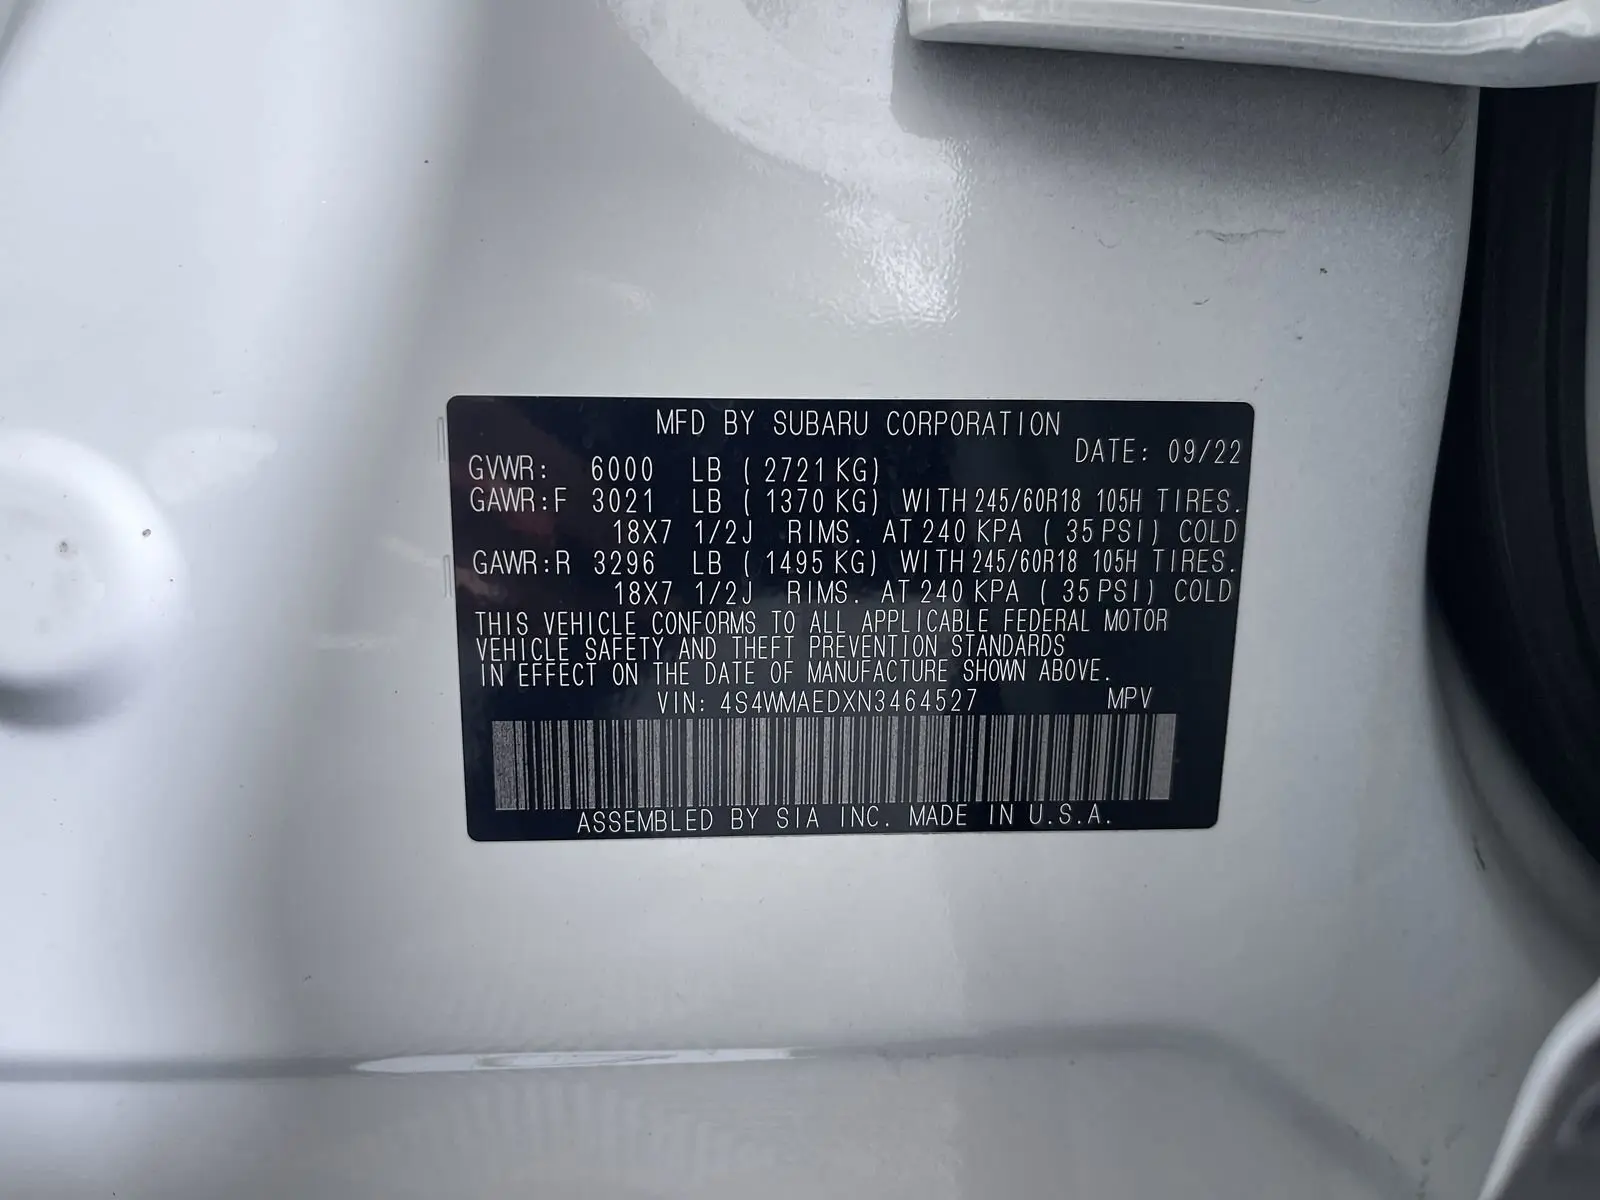 MFD BY SUBARU CORPORATION
DATE: 09/22
GVWR: 6000 LB ( 2721 KG)
GAWR:F 3021 LB ( 1370 KG) WITH 245/60R18 105H TIRES.
18X7 1/2J RIMS. AT 240 KPA ( 35 PSI) COLD
GAWR:R 3296 LB ( 1495 KG) WITH 245/60R18 105H TIRES.
18X7 1/2J RIMS. AT 240 KPA ( 35 PSI) COLD
THIS VEHICLE CONFORMS TO ALL APPLICABLE FEDERAL MOTOR
VEHICLE SAFETY AND THEFT PREVENTION STANDARDS
IN EFFECT ON THE DATE OF MANUFACTURE SHOWN ABOVE.
VIN: 4S4WMAEDXN3464527 MPV
ASSEMBLED BY SIA INC. MADE IN U.S.A.